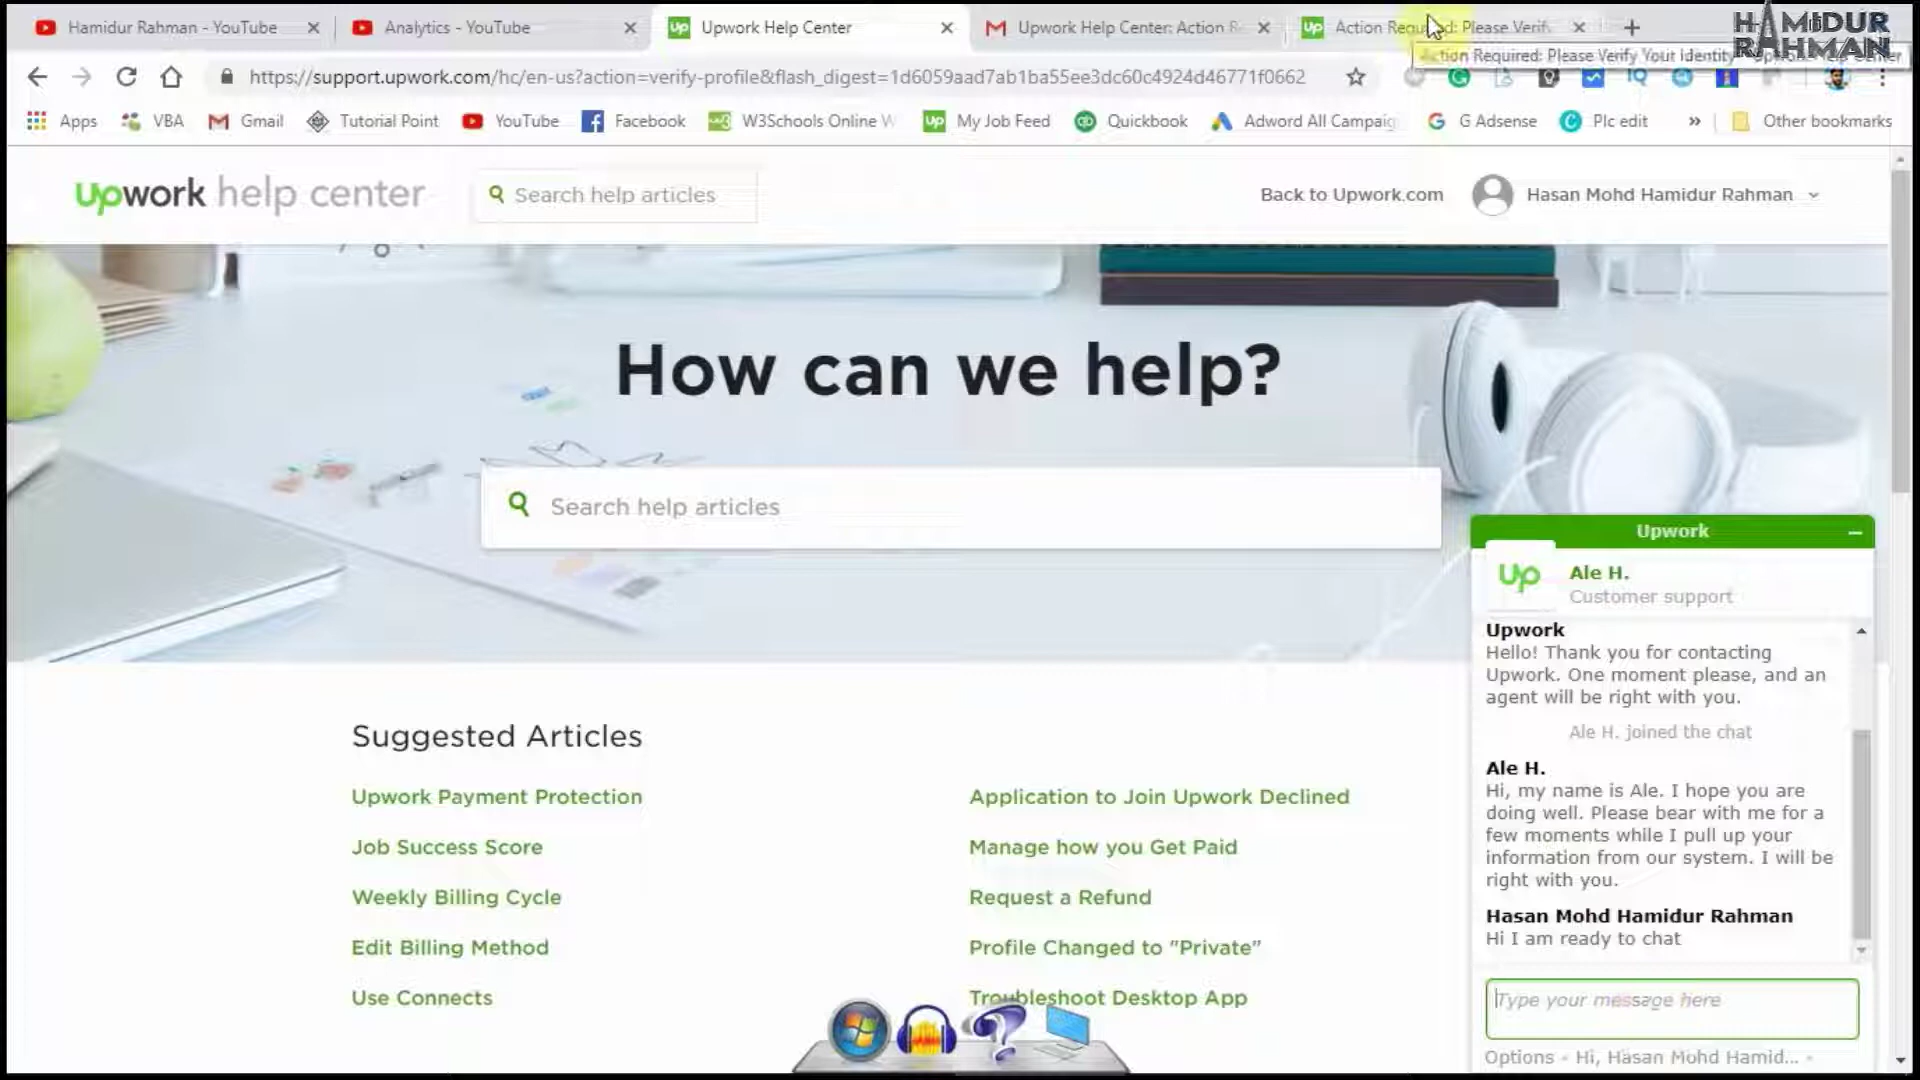 Hamidur Rahman - YouTube
Analytics - YouTube
Upwork Help Center
Upwork Help Center: Action R
Action Required: Please Verify
HAMIDUR
RAHMAN
Action Required: Please Verify Your Identity
https://support.upwork.com/hc/en-us?action=verify-profile&flash_digest=1d6059aad7ab1ba55ee3dc60c4924d46771f0662
Apps
VBA
Gmail
Tutorial Point
YouTube
Facebook
W3Schools Online W
My Job Feed
Quickbook
Adword All Campaig
G Adsense
Plc edit
»
Other bookmarks
Upwork help center
Search help articles
Back to Upwork.com
Hasan Mohd Hamidur Rahman
How can we help?
Search help articles
Suggested Articles
Upwork Payment Protection
Application to Join Upwork Declined
Job Success Score
Manage how you Get Paid
Weekly Billing Cycle
Request a Refund
Edit Billing Method
Profile Changed to "Private"
Use Connects
Troubleshoot Desktop App
Upwork
Up
Ale H.
Customer support
Upwork
Hello! Thank you for contacting
Upwork. One moment please, and an
agent will be right with you.
Ale H. joined the chat
Ale H.
Hi, my name is Ale. I hope you are
doing well. Please bear with me for a
few moments while I pull up your
information from our system. I will be
right with you.
Hasan Mohd Hamidur Rahman
Hi I am ready to chat
Type your message here
Options - Hi, Hasan Mohd Hamid... -